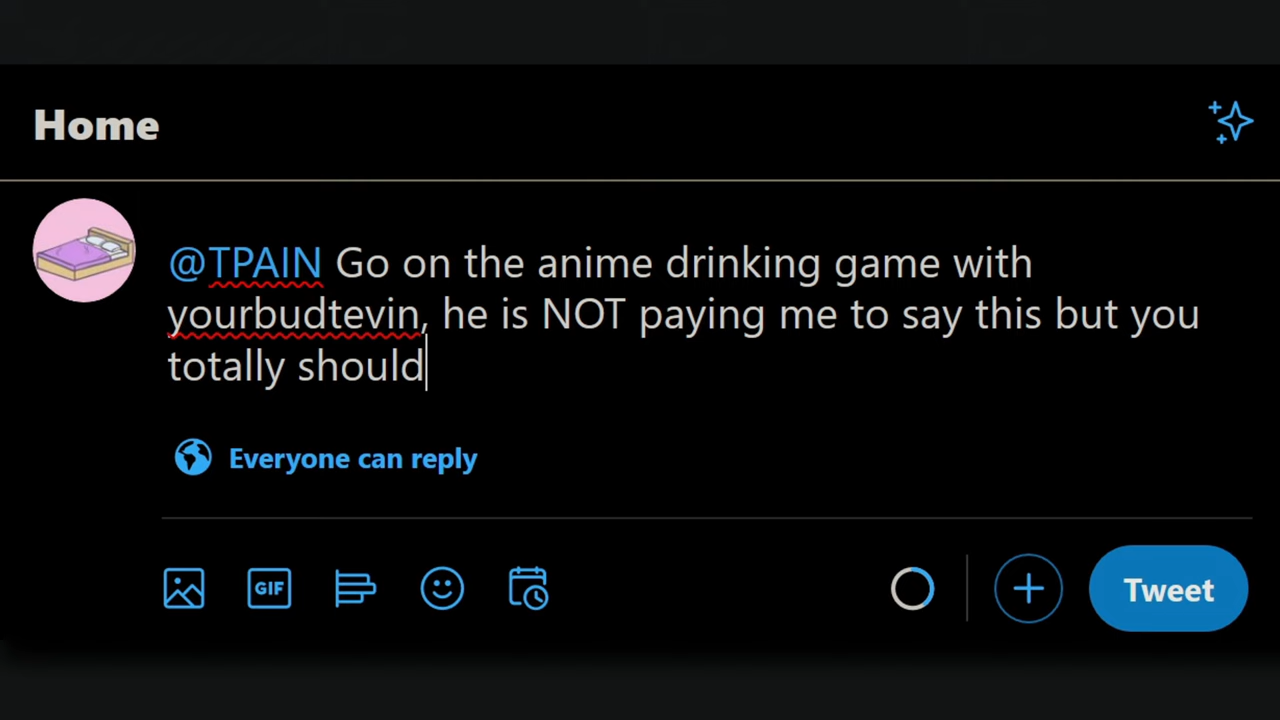 Home
@TPAIN Go on the anime drinking game with
yourbudtevin, he is NOT paying me to say this but you
totally should
Everyone can reply
GIF
Tweet